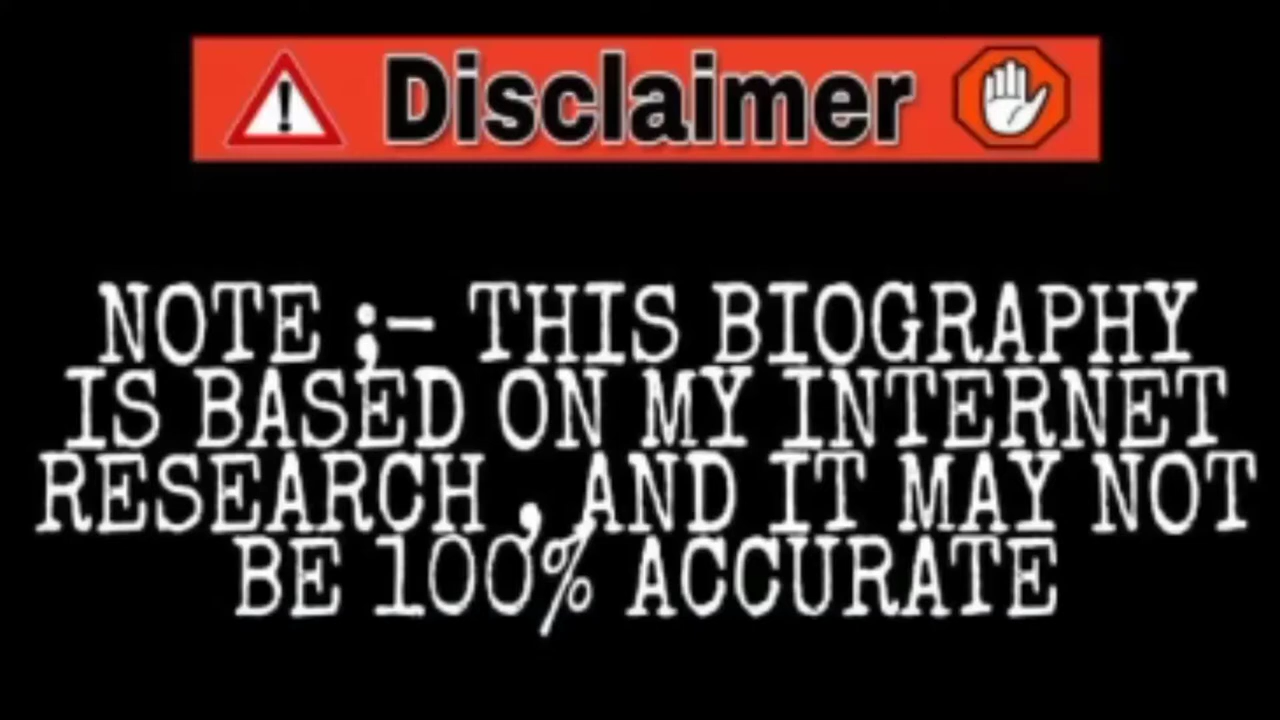 Disclaimer
NOTE ;- THIS BIOGRAPHY
IS BASED ON MY INTERNET
RESEARCH , AND IT MAY NOT
BE 100% ACCURATE